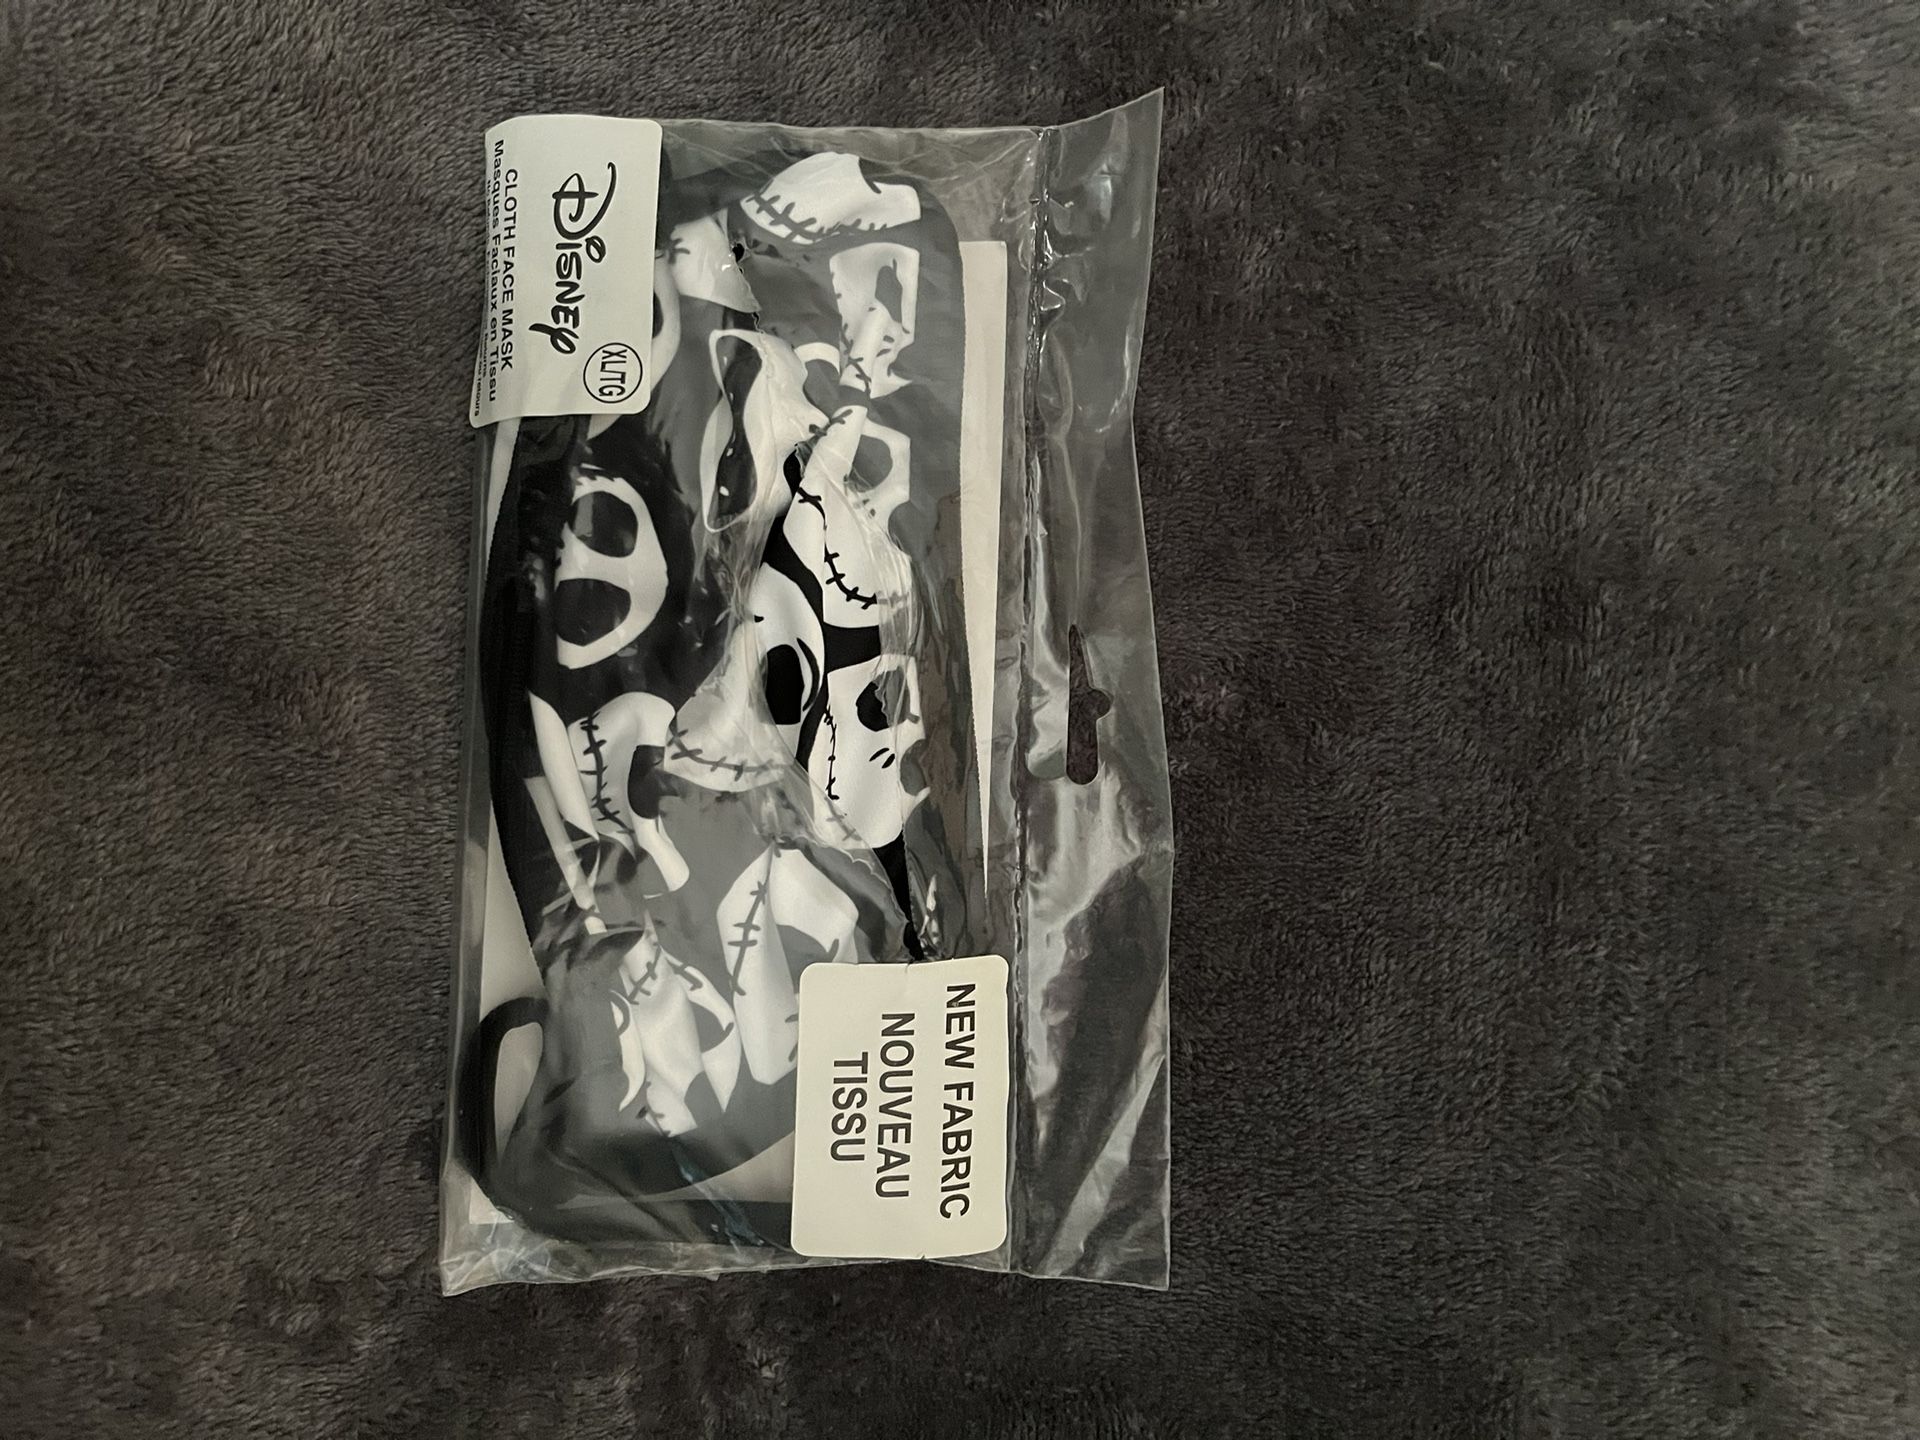 Disney
XL/TG
CLOTH FACE MASK
Masques Faciaux en Tissu
NEW FABRIC
NOUVEAU
TISSU